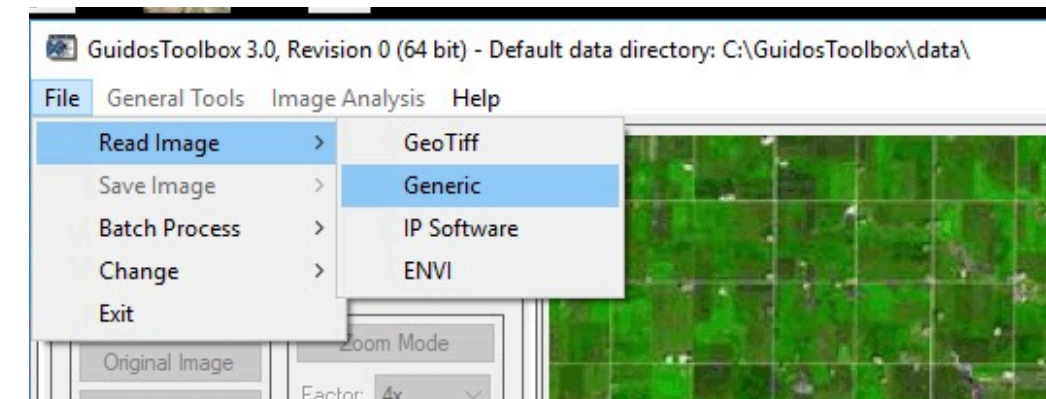 GuidosToolbox 3.0, Revision 0 (64 bit) - Default data directory: C:\GuidosToolbox\data\
File General Tools Image Analysis Help
Read Image > GeoTiff
Save Image > Generic
Batch Process > IP Software
Change > ENVI
Exit
Zoom Mode
Original Image
Factor: 4x